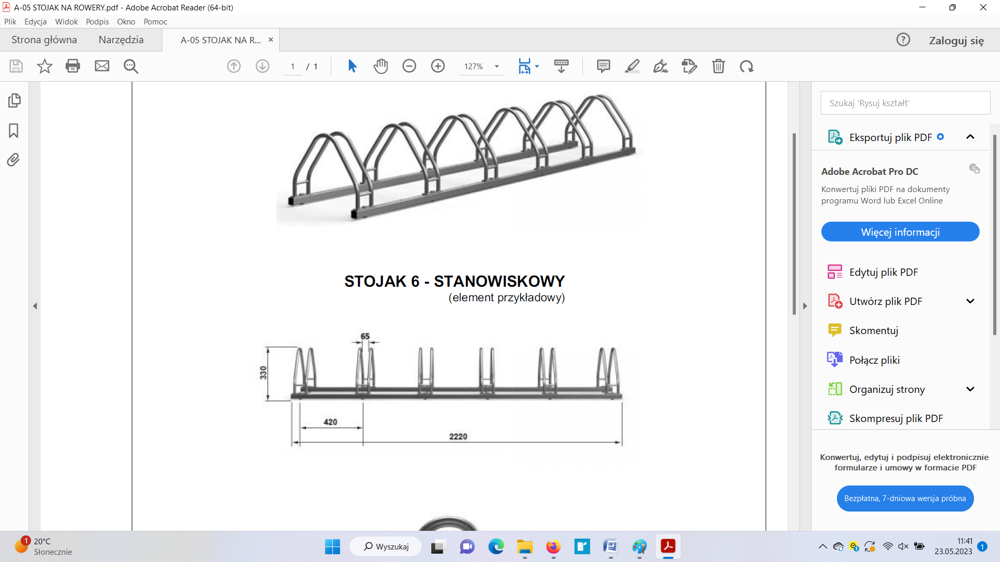 A-05 STOJAK NA ROWERY.pdf - Adobe Acrobat Reader (64-bit)
Plik Edycja Widok Podpis Okno Pomoc
Strona główna Narzędzia A-05 STOJAK NA R... × Zaloguj się
1 / 1 127%
Szukaj 'Rysuj kształt'
Eksportuj plik PDF
Adobe Acrobat Pro DC
Konwertuj pliki PDF na dokumenty
programu Word lub Excel Online
Więcej informacji
Edytuj plik PDF
Utwórz plik PDF
Skomentuj
Połącz pliki
Organizuj strony
Skompresuj plik PDF
Konwertuj, edytuj i podpisuj elektronicznie
formularze i umowy w formacie PDF
Bezpłatna, 7-dniowa wersja próbna
STOJAK 6 - STANOWISKOWY
(element przykładowy)
65
330
420
2220
1
20°C
Słonecznie
Wyszukaj
11:41
23.05.2023
1